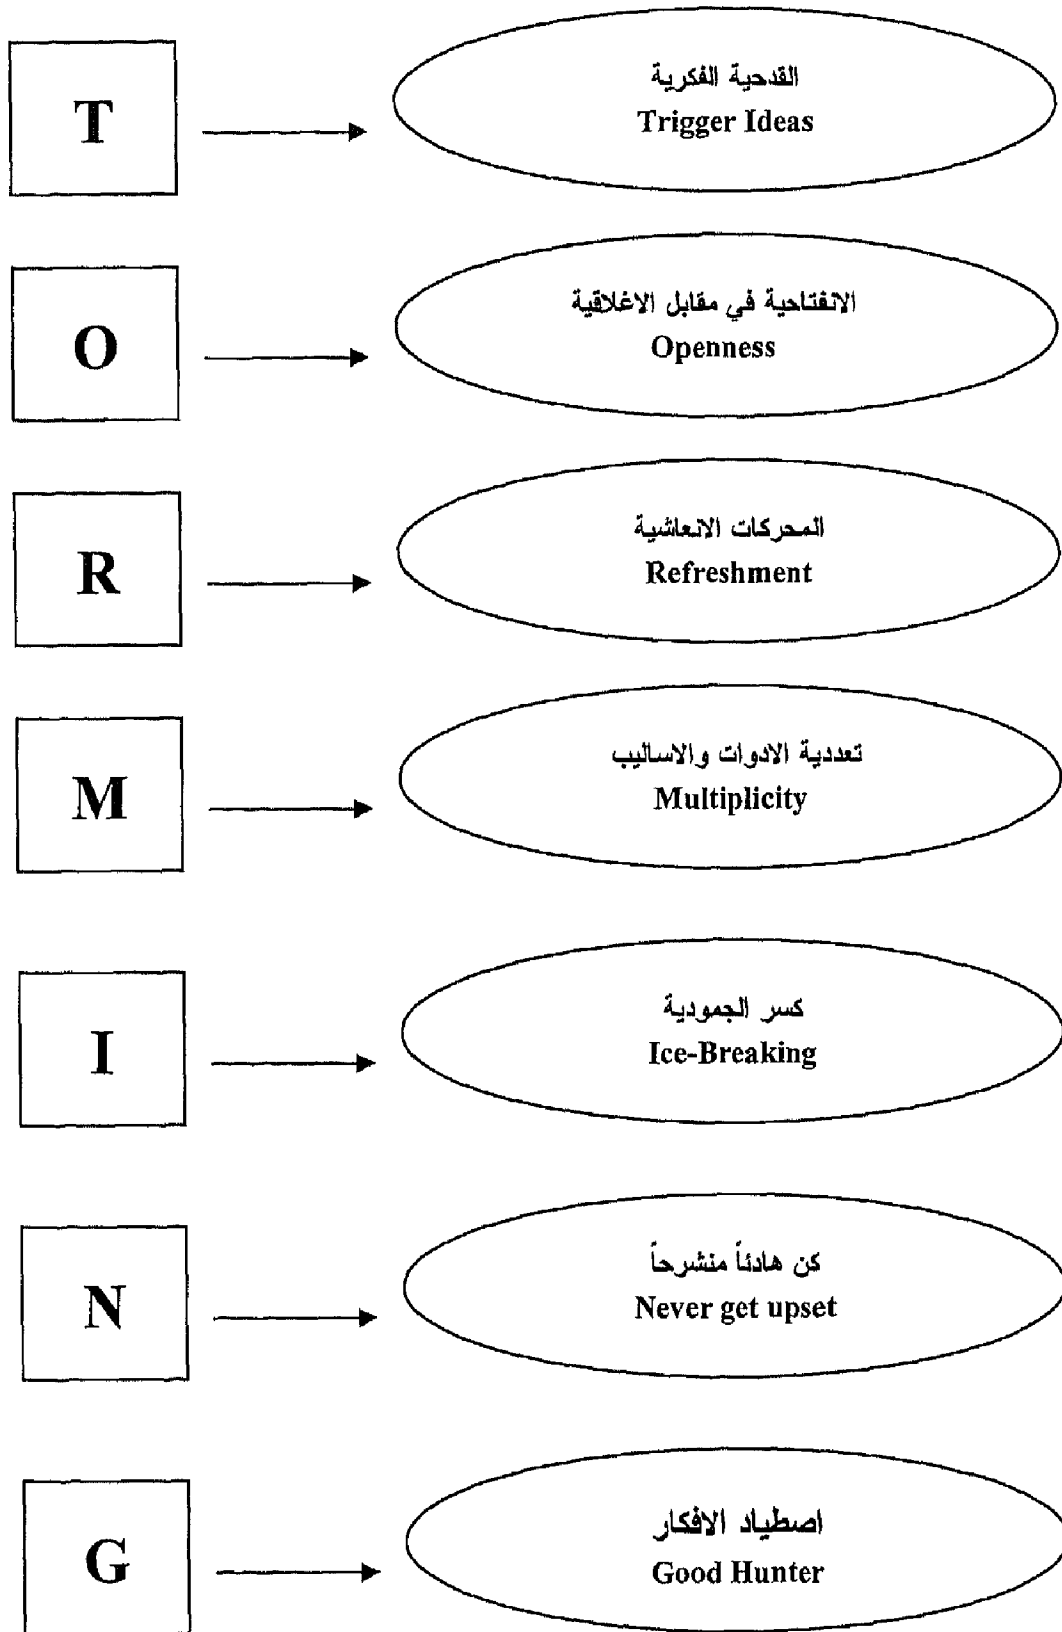 T
القدحية الفكرية
Trigger Ideas
O
الانفتاحية في مقابل الاغلاقية
Openness
R
المحركات الانعاشية
Refreshment
M
تعددية الادوات والاساليب
Multiplicity
I
كسر الجمودية
Ice-Breaking
N
كن هادئاً منشرحاً
Never get upset
G
اصطياد الافكار
Good Hunter